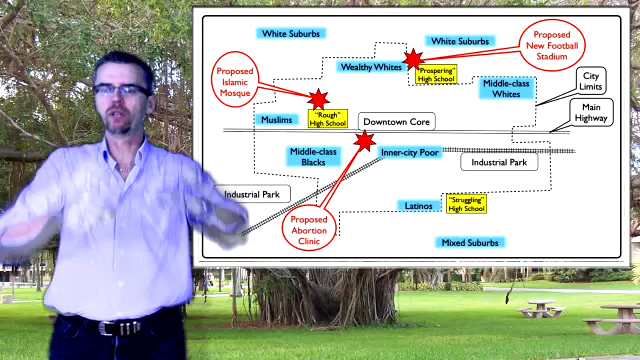 White Suburbs
White Suburbs
Proposed
New Football
Stadium
Proposed
Islamic
Mosque
Wealthy Whites
"Prospering"
High School
Middle-class
Whites
City
Limits
Main
Highway
Muslims
"Rough"
High School
Downtown Core
Middle-class
Blacks
Inner-city Poor
Industrial Park
Industrial Park
Proposed
Abortion
Clinic
Latinos
"Struggling"
High School
Mixed Suburbs